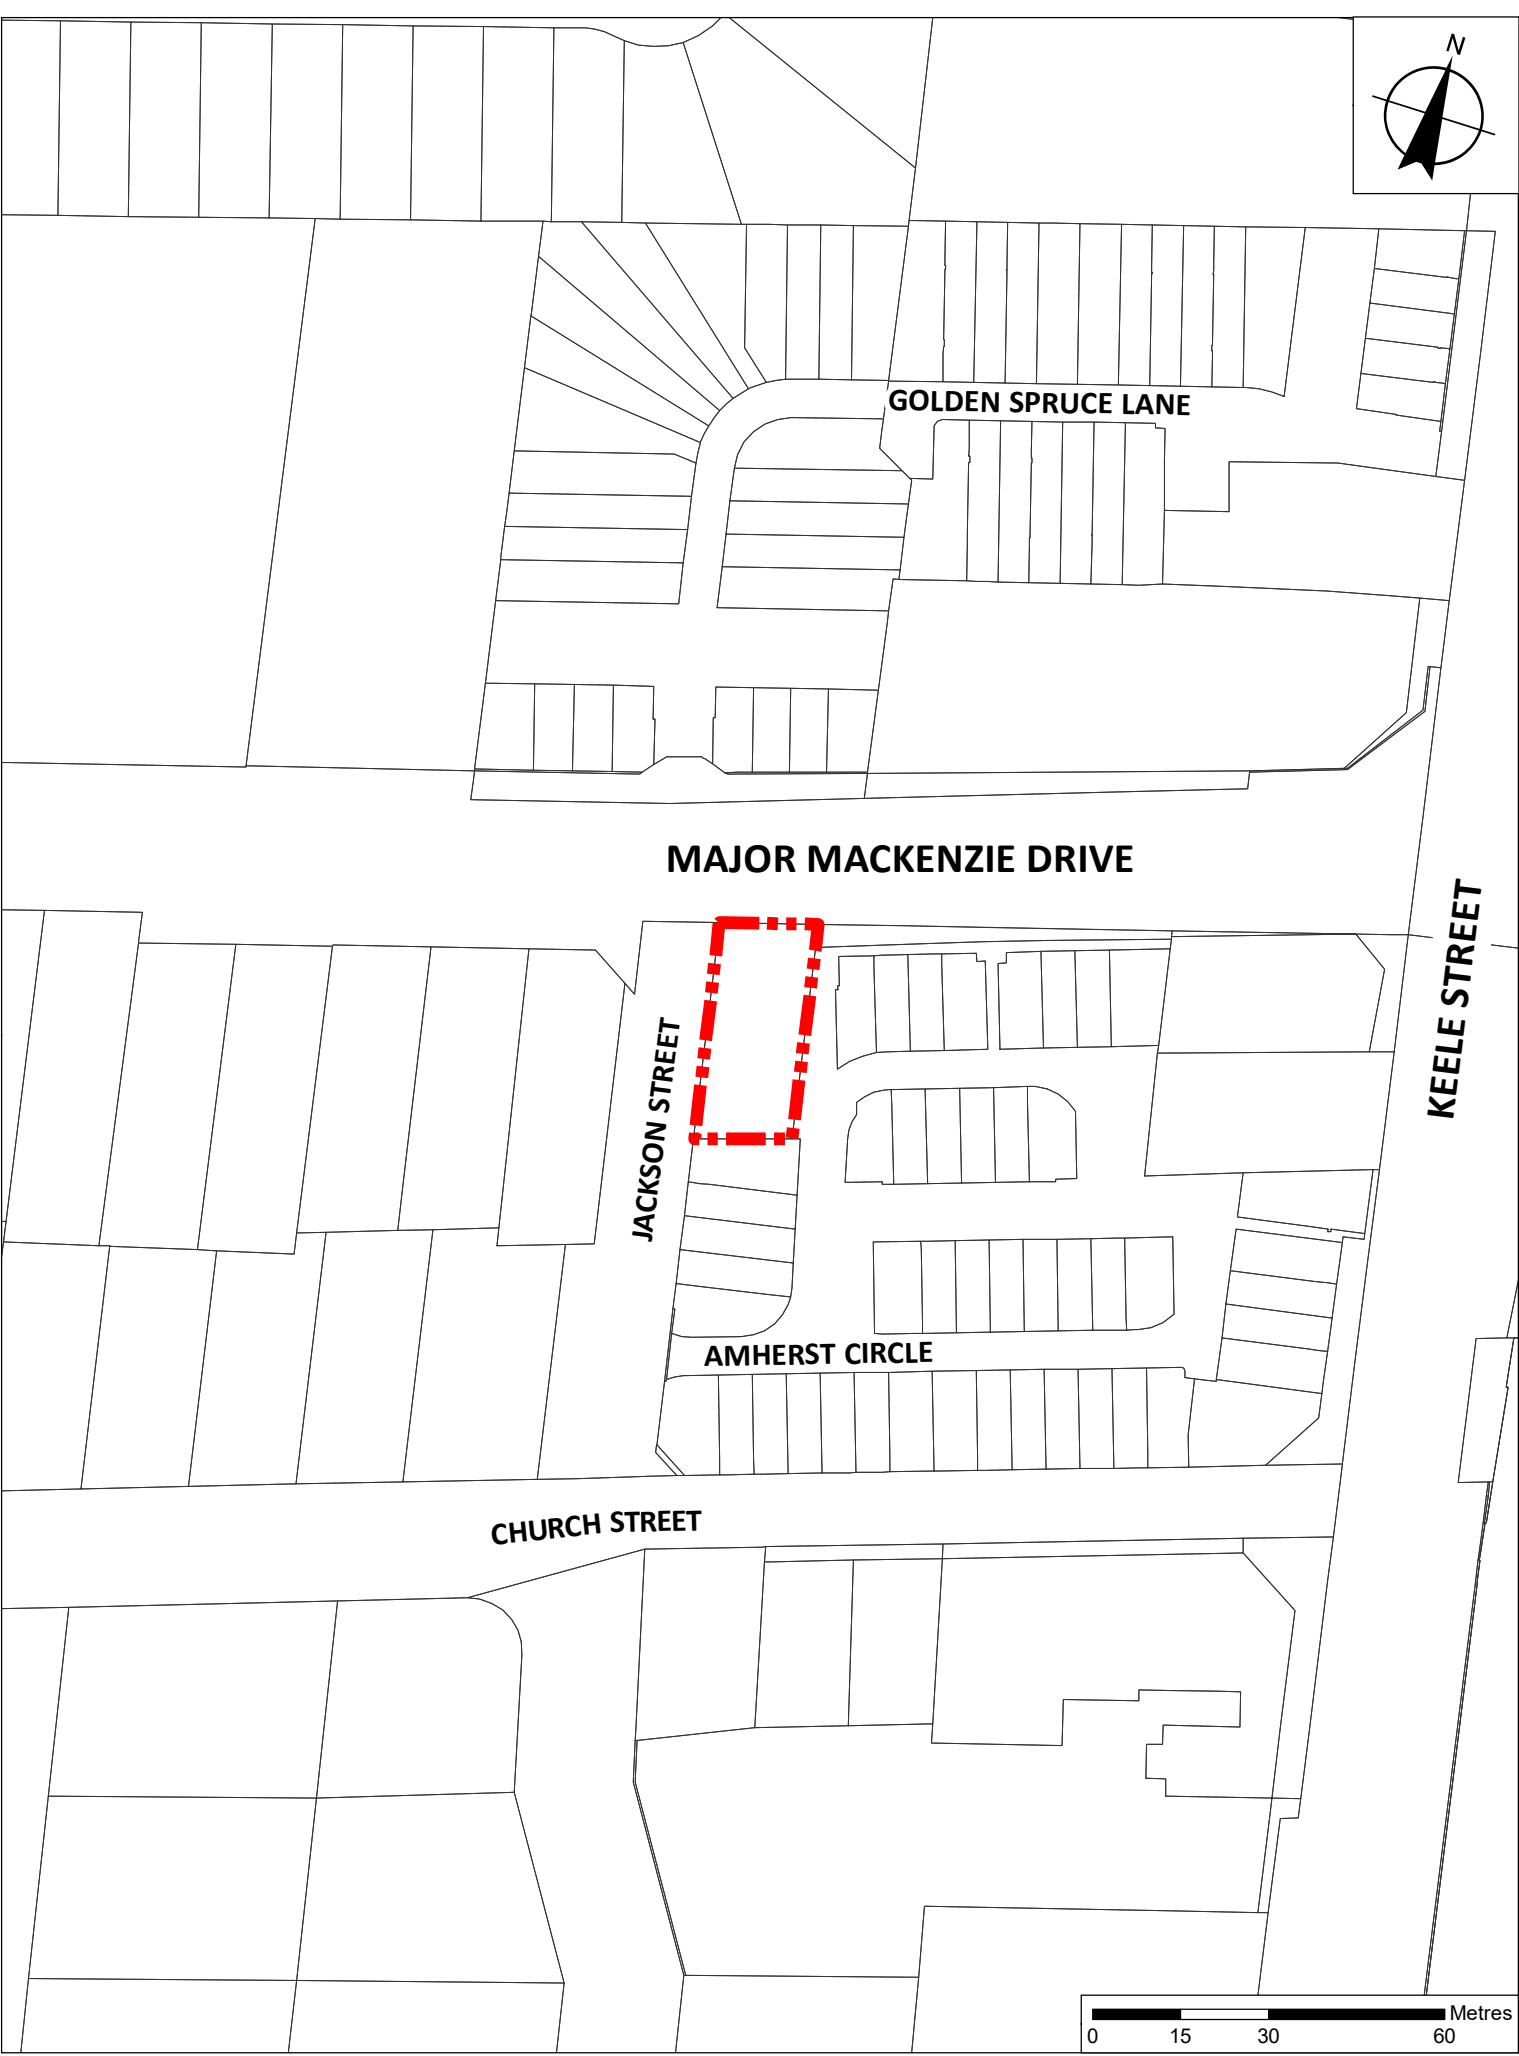 N
GOLDEN SPRUCE LANE
MAJOR MACKENZIE DRIVE
KEELE STREET
JACKSON STREET
AMHERST CIRCLE
CHURCH STREET
Metres
0 15 30 60